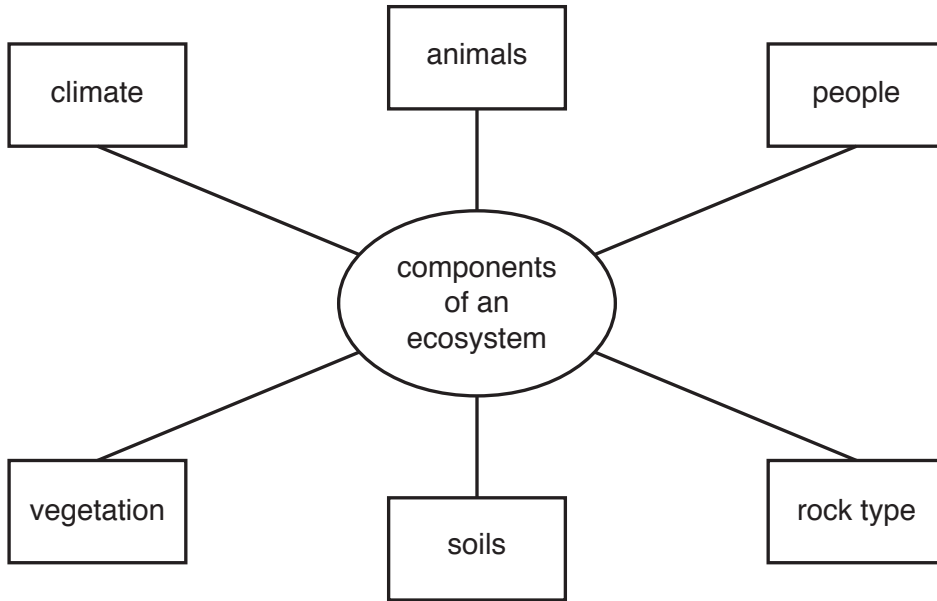 animals
climate
people
components
of an
ecosystem
vegetation
soils
rock type